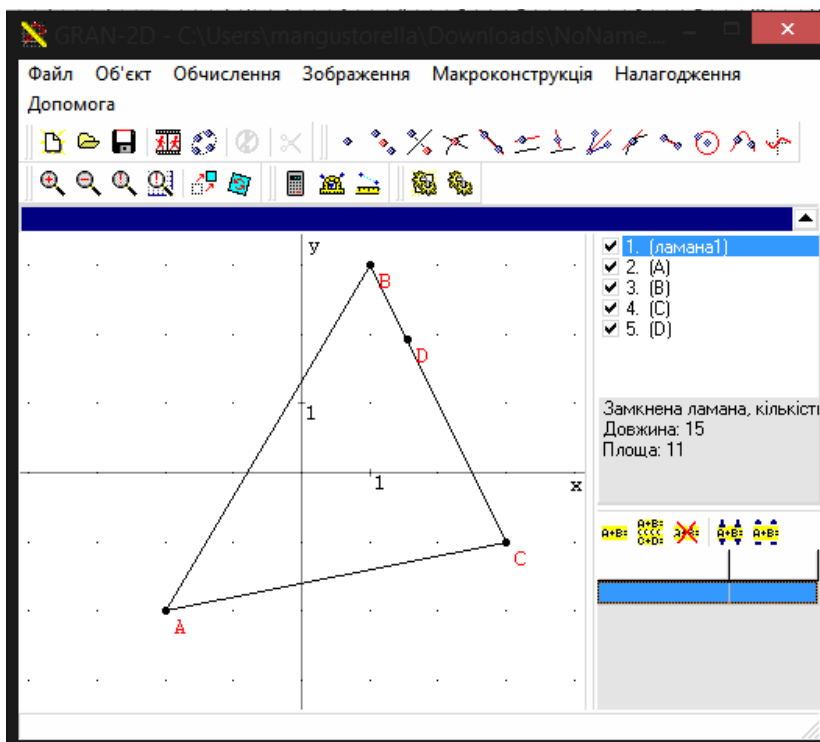 GRAN-2D - C:\Users\mangustorella\Downloads\NoName....
Файл Об'єкт Обчислення Зображення Макроконструкція Налагодження
Допомога
y
B
D
1
1
x
C
A
1. (ламана1)
2. (A)
3. (B)
4. (C)
5. (D)
Замкнена ламана, кількісті
Довжина: 15
Площа: 11
A+B= A+B= C+D= A+B= A+B= A+B=